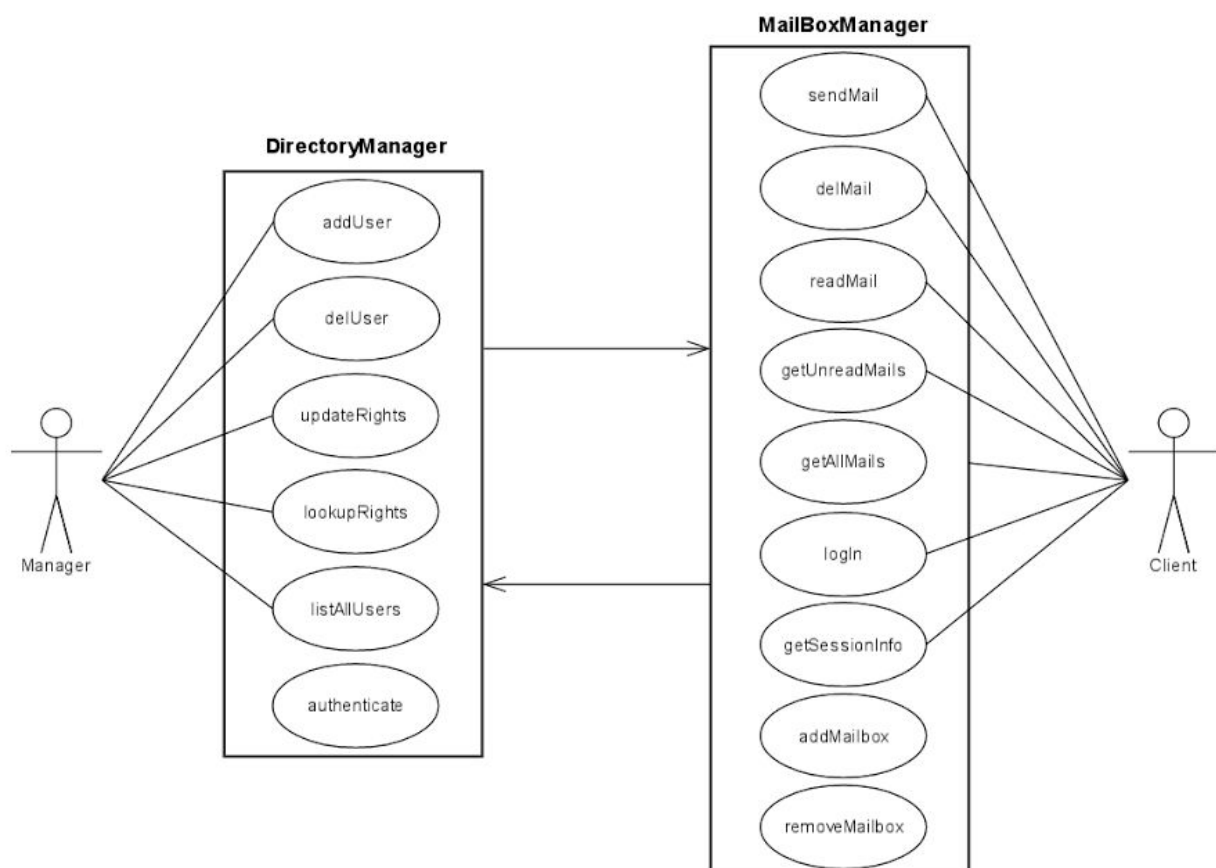 MailBoxManager
sendMail
DirectoryManager
delMail
addUser
readMail
delUser
getUnreadMails
updateRights
getAllMails
lookupRights
logIn
Manager
Client
listAllUsers
getSessionInfo
authenticate
addMailbox
removeMailbox